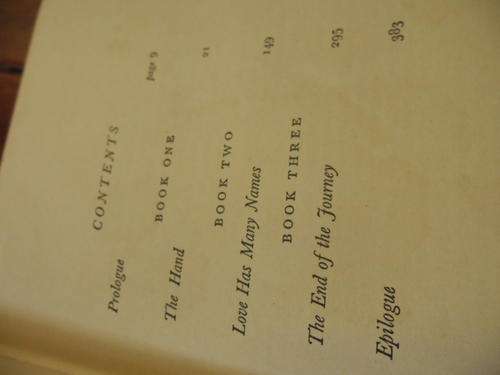 CONTENTS
Prologue page 9
BOOK ONE
The Hand 21
BOOK TWO
Love Has Many Names 149
BOOK THREE
The End of the Journey 295
Epilogue 383